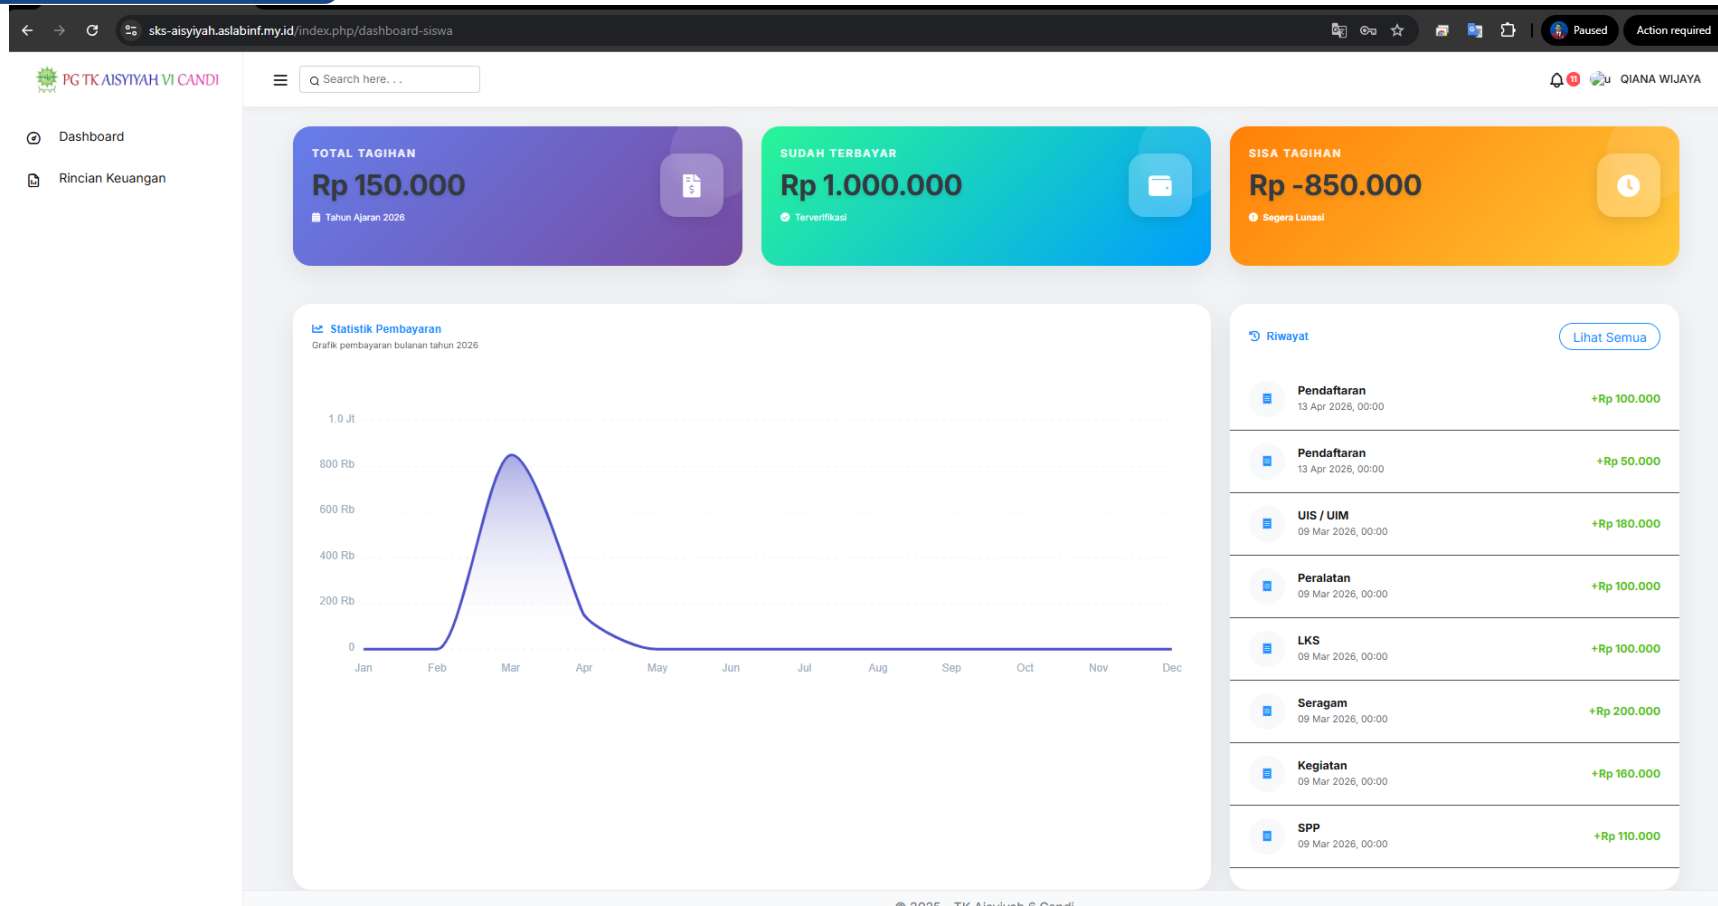 sks-aisyiyah.aslabinf.my.id/index.php/dashboard-siswa
Paused
Action required
PG TK AISYIYAH VI CANDI
Search here. . .
11
u
QIANA WIJAYA
Dashboard
Rincian Keuangan
TOTAL TAGIHAN
Rp 150.000
Tahun Ajaran 2026
SUDAH TERBAYAR
Rp 1.000.000
Terverifikasi
SISA TAGIHAN
Rp -850.000
Segera Lunasi
Statistik Pembayaran
Grafik pembayaran bulanan tahun 2026
1.0 Jt
800 Rb
600 Rb
400 Rb
200 Rb
0
Jan Feb Mar Apr May Jun Jul Aug Sep Oct Nov Dec
Riwayat
Lihat Semua
Pendaftaran
13 Apr 2026, 00:00
+Rp 100.000
Pendaftaran
13 Apr 2026, 00:00
+Rp 50.000
UIS / UIM
09 Mar 2026, 00:00
+Rp 180.000
Peralatan
09 Mar 2026, 00:00
+Rp 100.000
LKS
09 Mar 2026, 00:00
+Rp 100.000
Seragam
09 Mar 2026, 00:00
+Rp 200.000
Kegiatan
09 Mar 2026, 00:00
+Rp 160.000
SPP
09 Mar 2026, 00:00
+Rp 110.000
© 2025 - TK Aisyiyah 6 Candi